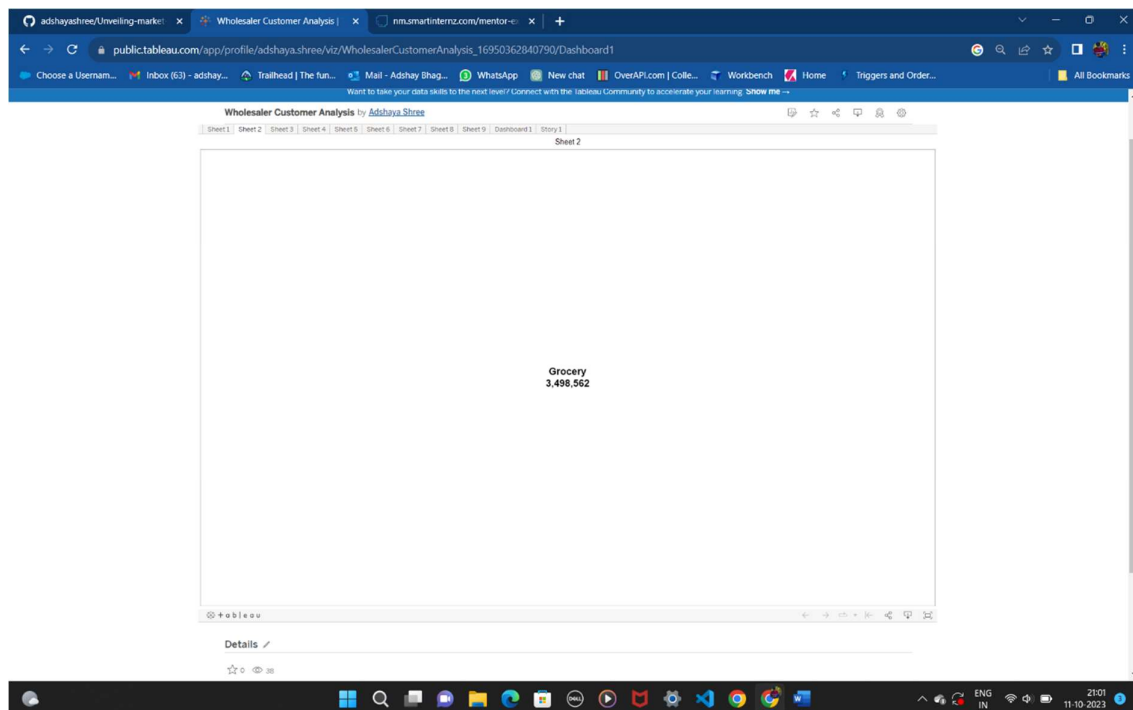 adshayashree/Unveiling-market
Wholesaler Customer Analysis |
nm.smartinternz.com/mentor-e
public.tableau.com/app/profile/adshaya.shree/viz/WholesalerCustomerAnalysis_16950362840790/Dashboard1
Choose a Usernam... Inbox (63) - adshay... Trailhead | The fun... Mail - Adshay Bhag... WhatsApp New chat OverAPI.com | Colle... Workbench Home Triggers and Order... All Bookmarks
Want to take your data skills to the next level? Connect with the Tableau Community to accelerate your learning. Show me →
Wholesaler Customer Analysis by Adshaya Shree
Sheet 1 Sheet 2 Sheet 3 Sheet 4 Sheet 5 Sheet 6 Sheet 7 Sheet 8 Sheet 9 Dashboard 1 Story 1
Sheet 2
Grocery
3,498,562
+ableau
Details
0
DELL
ENG
IN
21:01
11-10-2023